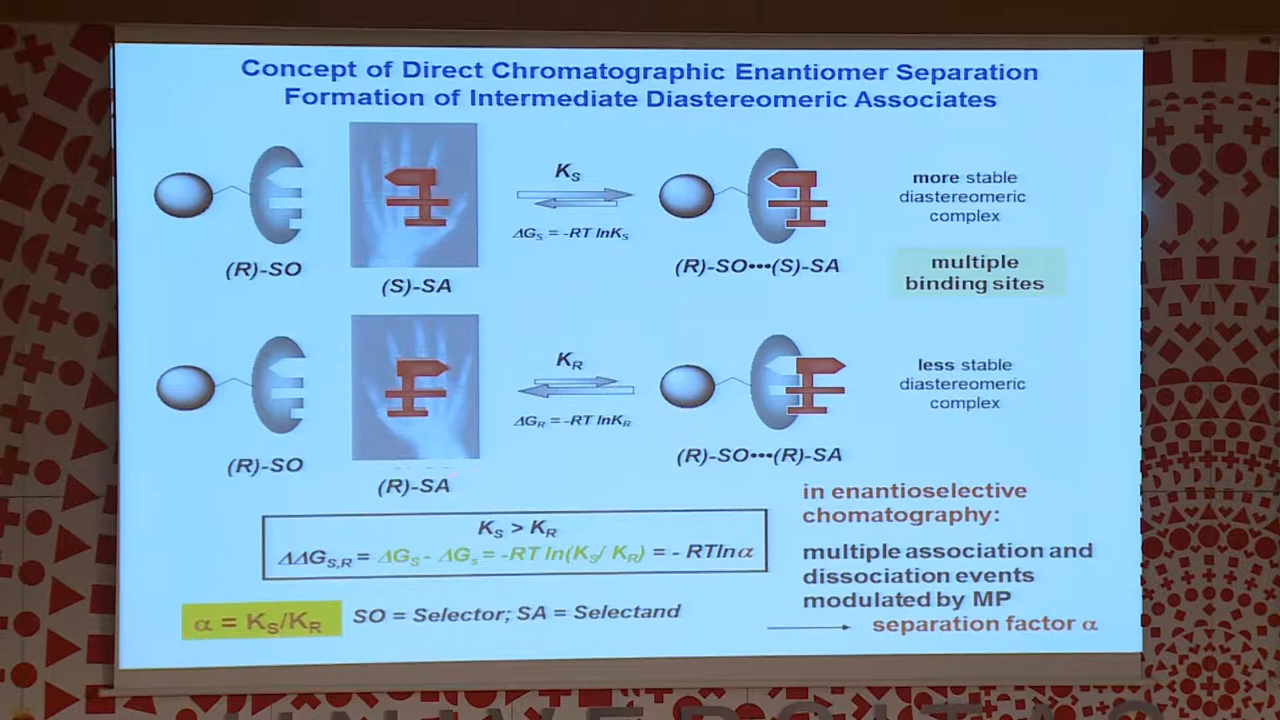 Concept of Direct Chromatographic Enantiomer Separation
Formation of Intermediate Diastereomeric Associates
(R)-SO
(S)-SA
K_S
ΔG_S = -RT lnK_S
(R)-SO•••(S)-SA
more stable
diastereomeric
complex
multiple
binding sites
(R)-SO
(R)-SA
K_R
ΔG_R = -RT lnK_R
(R)-SO•••(R)-SA
less stable
diastereomeric
complex
K_S > K_R
ΔΔG_S,R = ΔG_S - ΔG_s = -RT ln(K_S/ K_R) = - RTlnα
α = K_S/K_R
SO = Selector; SA = Selectand
in enantioselective
chomatography:
multiple association and
dissociation events
modulated by MP
separation factor α